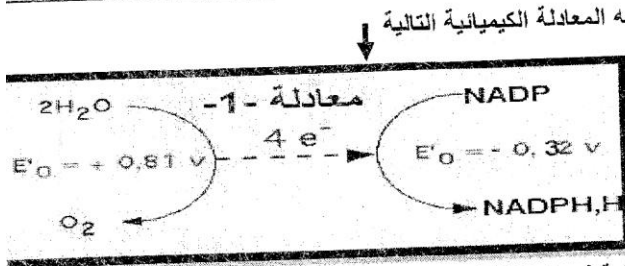 ه المعادلة الكيميائية التالية
معادلة -1-
2H₂O
NADP
4 e⁻
E'₀ = + 0,81 v
E'₀ = - 0, 32 v
O₂
NADPH,H